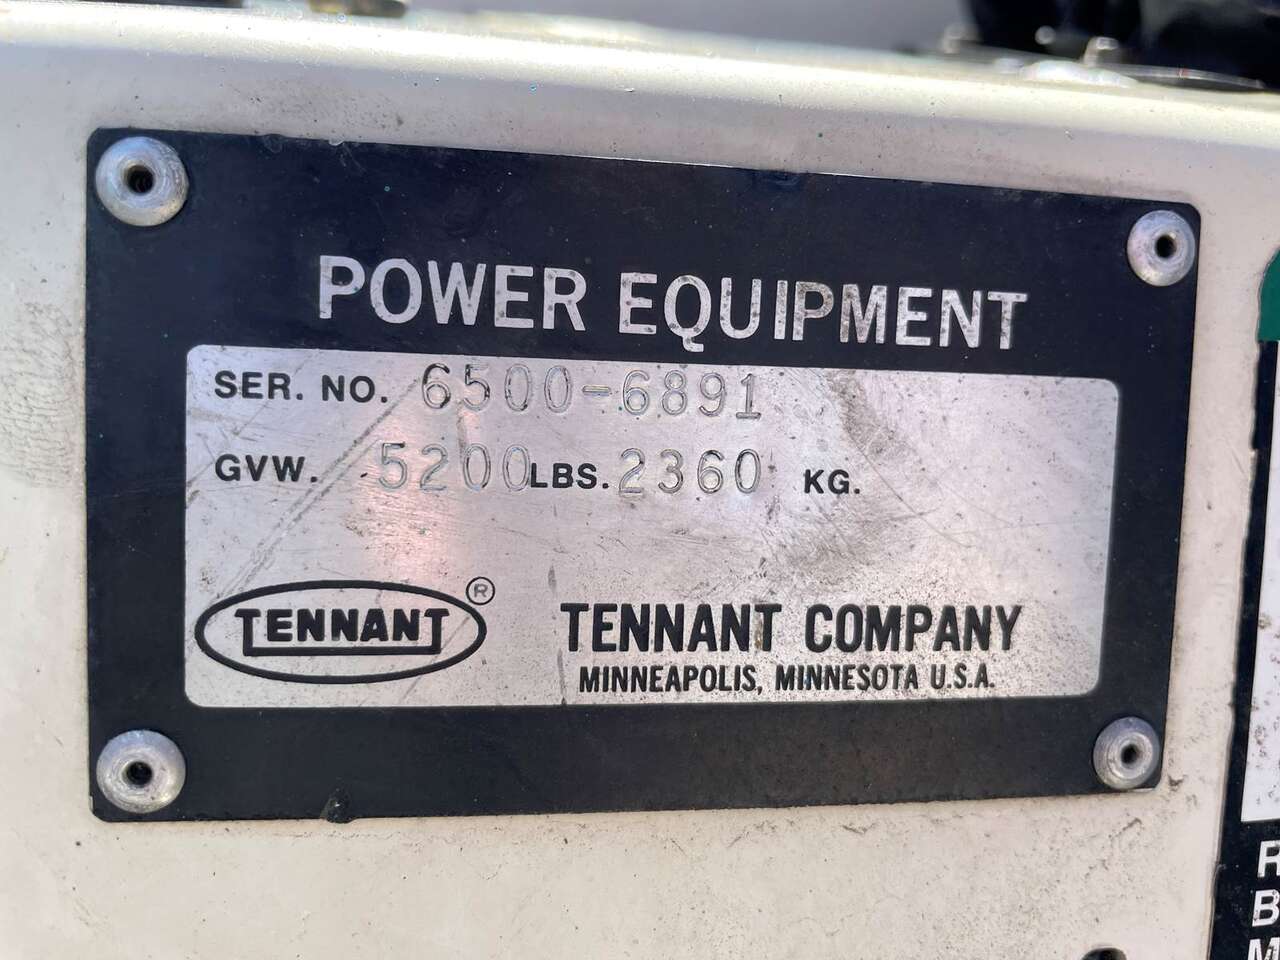 POWER EQUIPMENT
SER. NO. 6500-6891
GVW. 5200 LBS. 2360 KG.
TENNANT ®
TENNANT COMPANY
MINNEAPOLIS, MINNESOTA U.S.A.